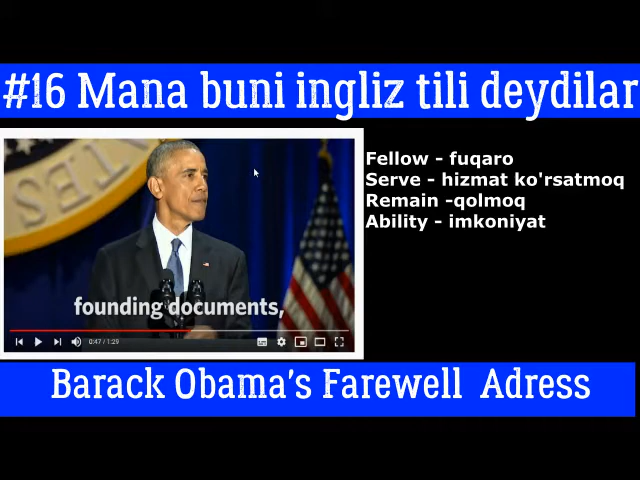 #16 Mana buni ingliz tili deydilar
TATES
Fellow - fuqaro
Serve - hizmat ko'rsatmoq
Remain -qolmoq
Ability - imkoniyat
founding documents,
0:47 / 1:29
Barack Obama's Farewell Adress